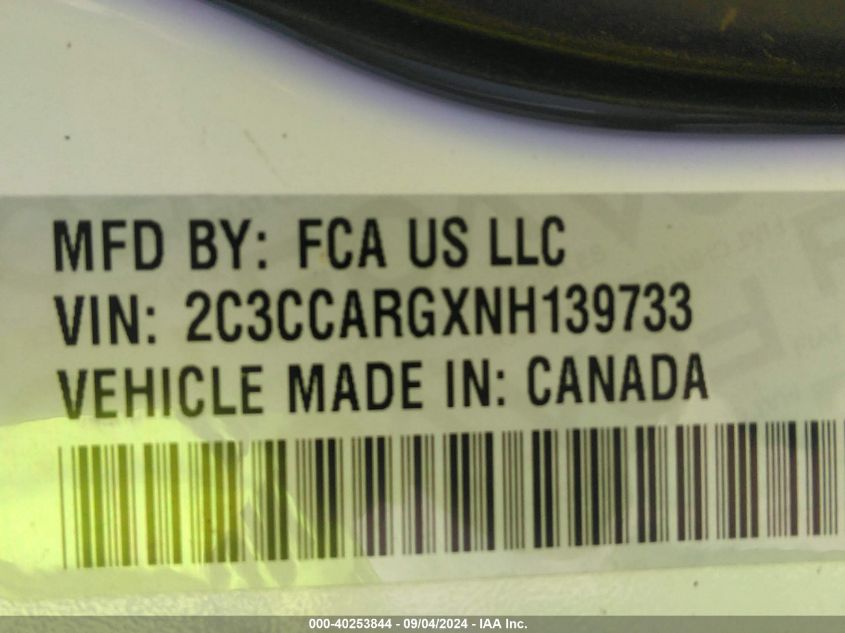 MFD BY: FCA US LLC
VIN: 2C3CCARGXNH139733
VEHICLE MADE IN: CANADA
000-40253844 - 09/04/2024 - IAA Inc.